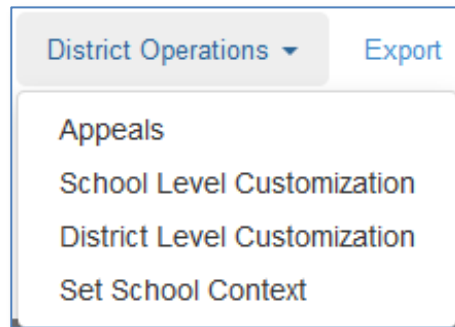 District Operations Export
Appeals
School Level Customization
District Level Customization
Set School Context